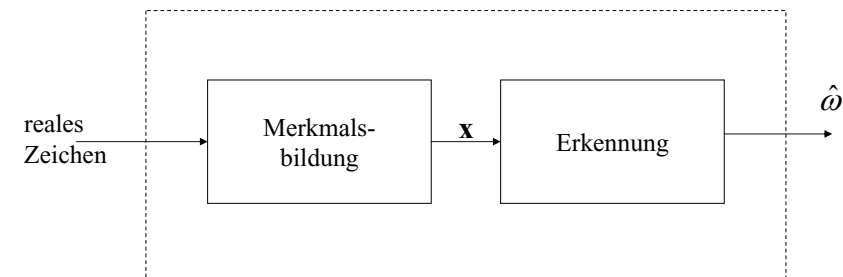 reales
Zeichen
Merkmals-
bildung
x
Erkennung
ω̂